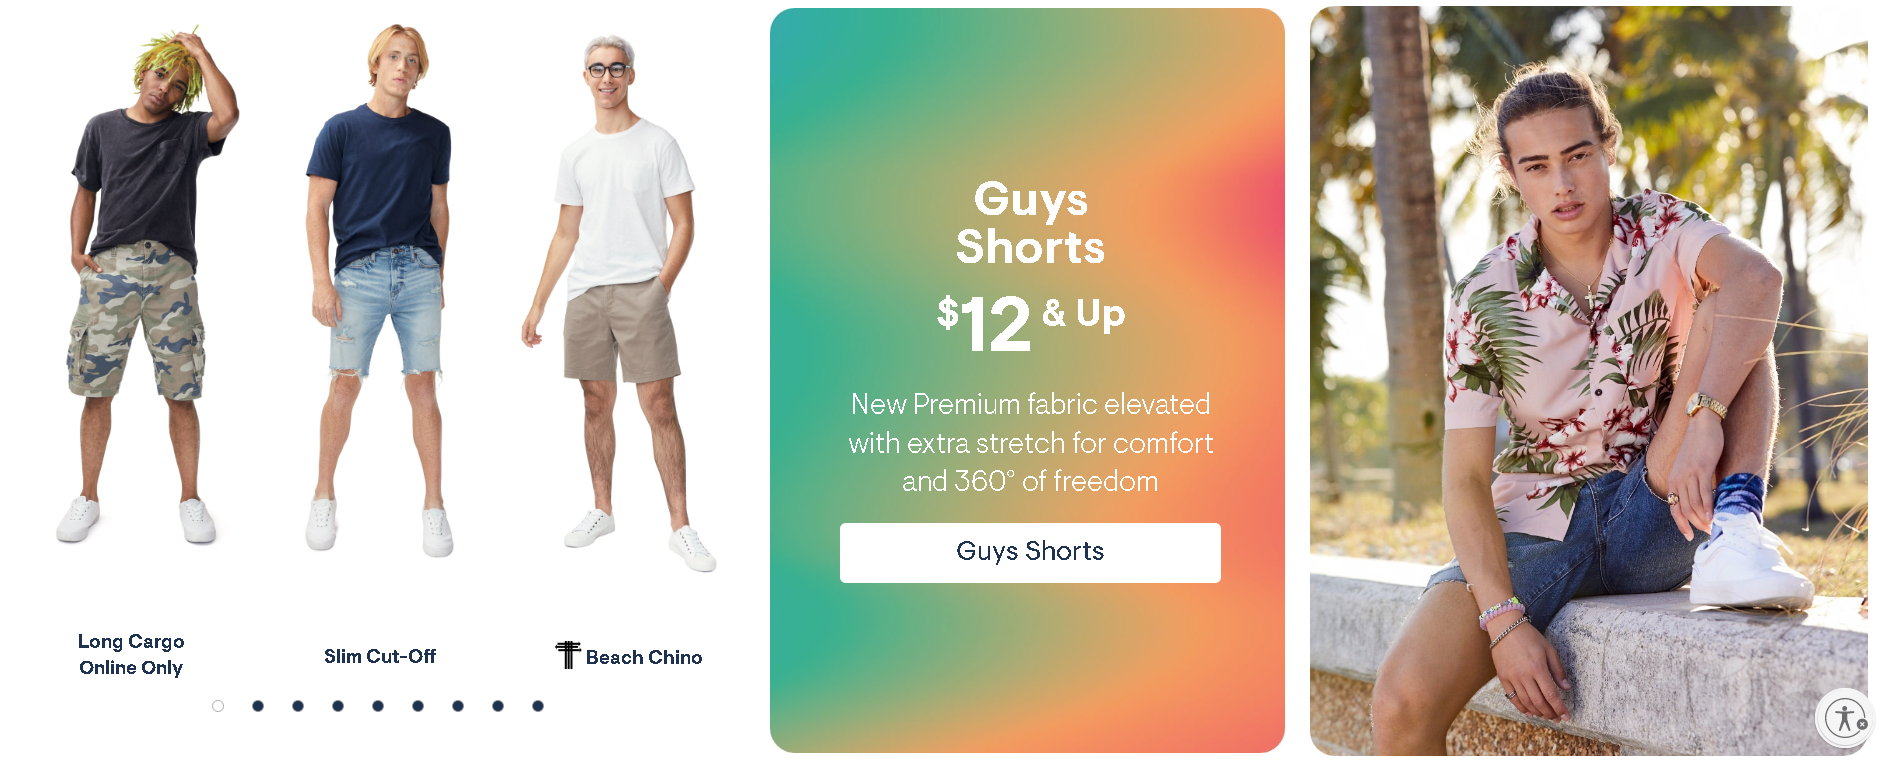 Long Cargo
Online Only
Slim Cut-Off
Beach Chino
Guys
Shorts
$12 & Up
New Premium fabric elevated
with extra stretch for comfort
and 360° of freedom
Guys Shorts